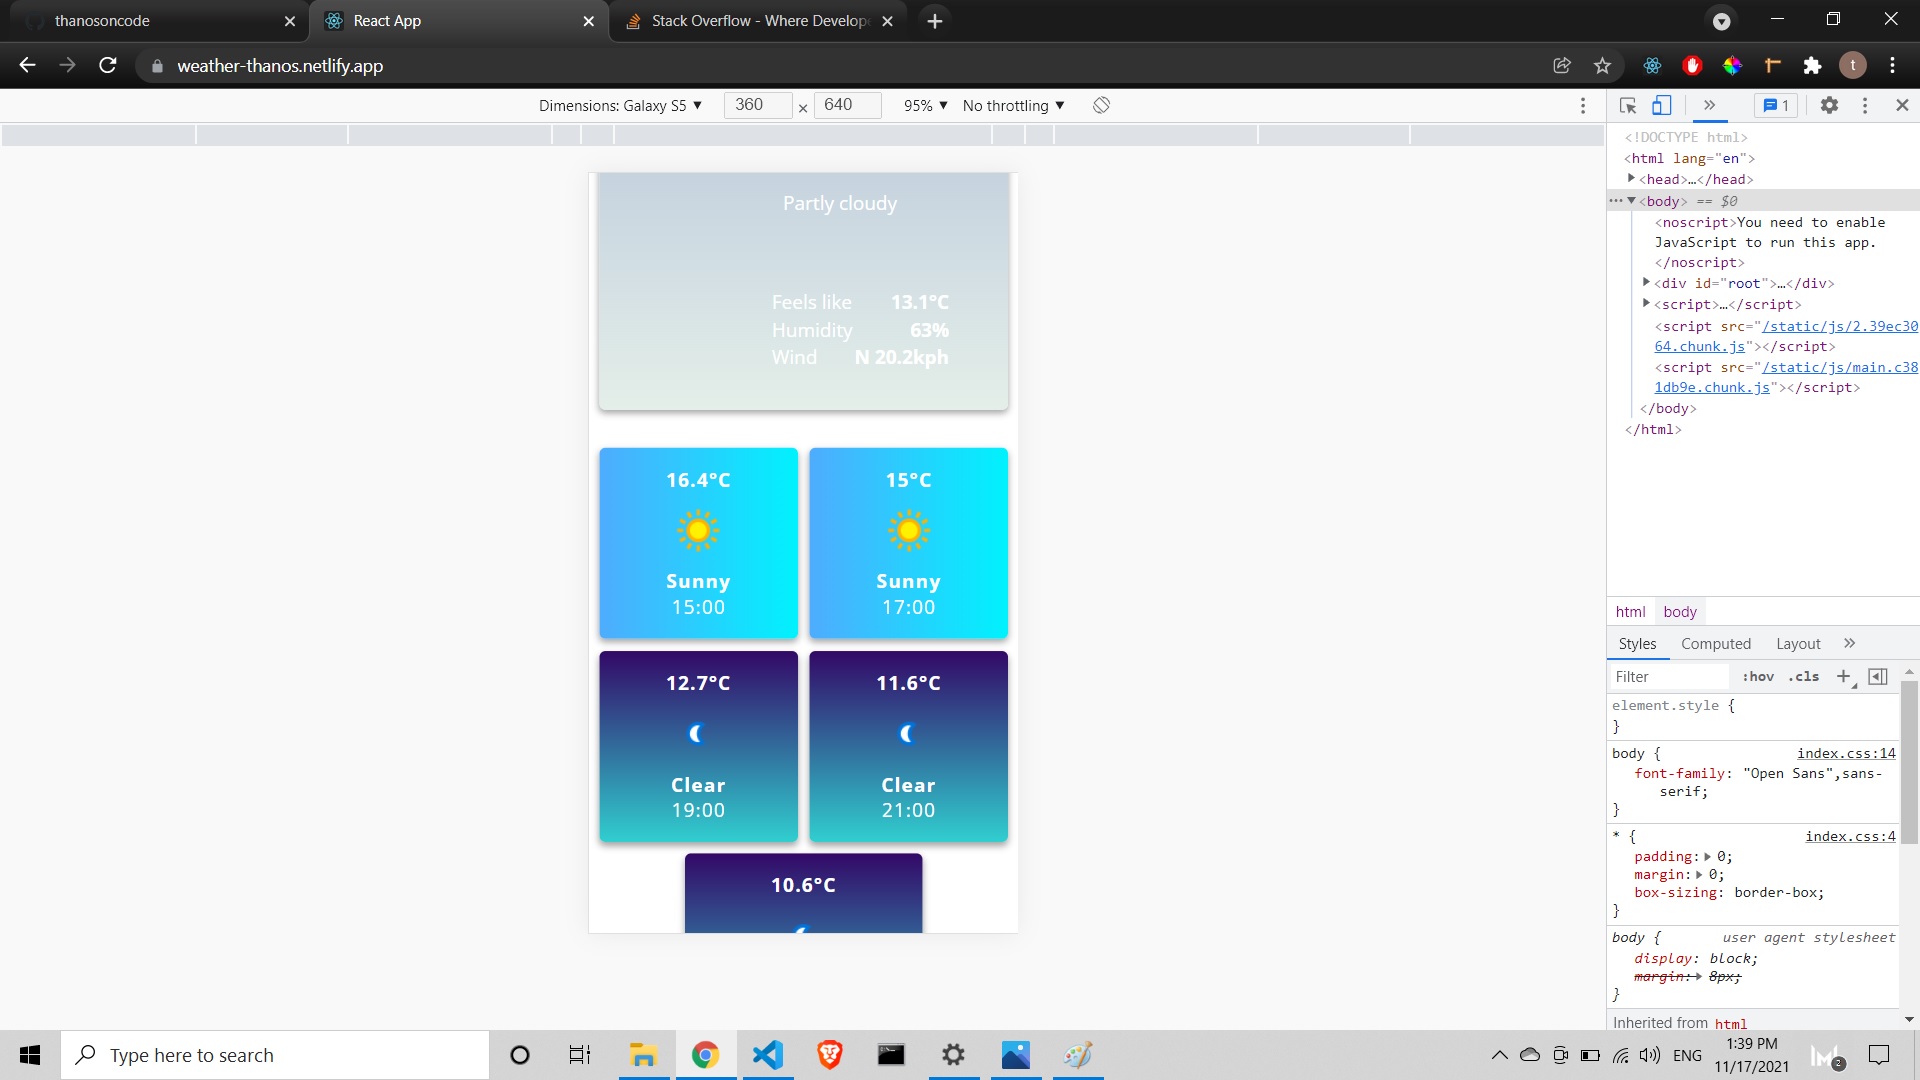 thanosoncode
React App
Stack Overflow - Where Develope
weather-thanos.netlify.app
t
Dimensions: Galaxy S5 ▼ 360 × 640 95% ▼ No throttling ▼
1
Partly cloudy
Feels like 13.1°C
Humidity 63%
Wind N 20.2kph
16.4°C
Sunny
15:00
15°C
Sunny
17:00
12.7°C
Clear
19:00
11.6°C
Clear
21:00
10.6°C
<!DOCTYPE html>
<html lang="en">
<head>…</head>
<body> == $0
<noscript>You need to enable
JavaScript to run this app.
</noscript>
<div id="root">…</div>
<script>…</script>
<script src="/static/js/2.39ec30
64.chunk.js"></script>
<script src="/static/js/main.c38
1db9e.chunk.js"></script>
</body>
</html>
html body
Styles Computed Layout
Filter :hov .cls
element.style {
}
body { index.css:14
font-family: "Open Sans",sans-
serif;
}
* { index.css:4
padding: 0;
margin: 0;
box-sizing: border-box;
}
body { user agent stylesheet
display: block;
margin: 8px;
}
Inherited from html
Type here to search
ENG
1:39 PM
11/17/2021
2